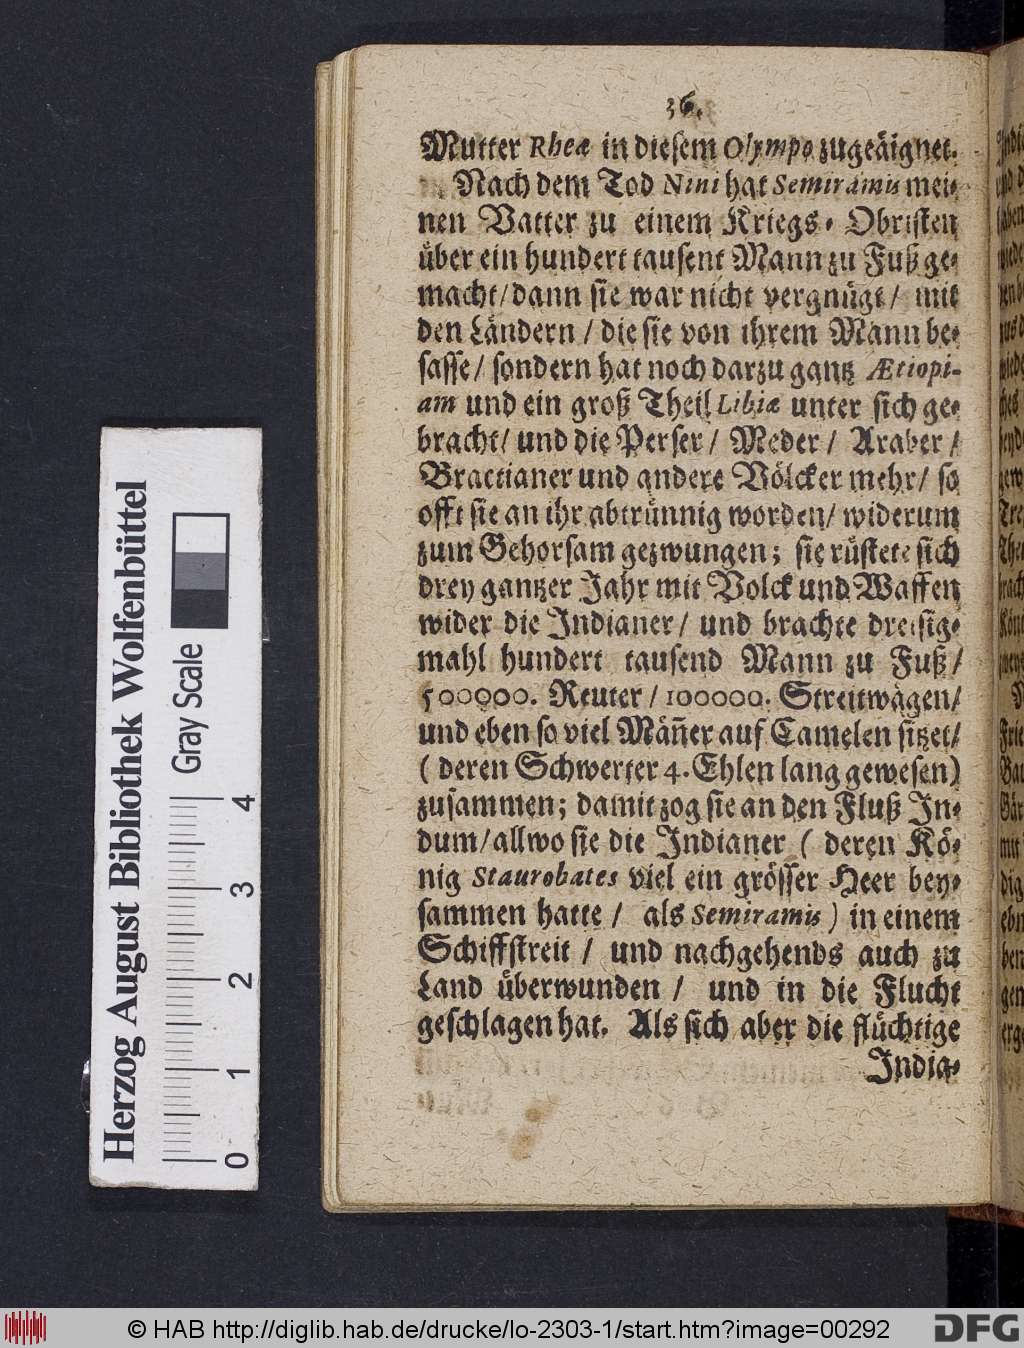 36.
Mutter Rheæ in diesem Olympo zugeäignet.
Nach dem Tod Nini hat Semiramis mei-
nen Vatter zu einem Kriegs- Obristen
über ein hundert tausent Mann zu Fuß ge-
macht/ dann sie war nicht vergnügt/ mit
den Ländern / die sie von ihrem Mann be-
sasse/ sondern hat noch darzu gantz Ætiopi-
am und ein groß Theil Libiæ unter sich ge-
bracht/ und die Perser / Meder / Araber /
Bractianer und andere Völcker mehr/ so
offt sie an ihr abtrünnig worden/ widerum
zum Gehorsam gezwungen; sie rüstete sich
drey gantzer Jahr mit Volck und Waffen
wider die Indianer / und brachte dreisig-
mahl hundert tausend Mann zu Fuß /
500000. Reuter / 100000. Streitwägen/
und eben so viel Mäñer auf Camelen sitzet/
( deren Schwerter 4. Ehlen lang gewesen)
zusammen; damit zog sie an den Fluß In-
dum/ allwo sie die Indianer ( deren Kö-
nig Staurobates viel ein grösser Heer bey-
sammen hatte / als Semiramis ) in einem
Schiffstreit / und nachgehends auch zu
Land überwunden / und in die Flucht
geschlagen hat. Als sich aber die flüchtige
India-
Herzog August Bibliothek Wolfenbüttel
Gray Scale
0 1 2 3 4
© HAB http://diglib.hab.de/drucke/lo-2303-1/start.htm?image=00292
DFG